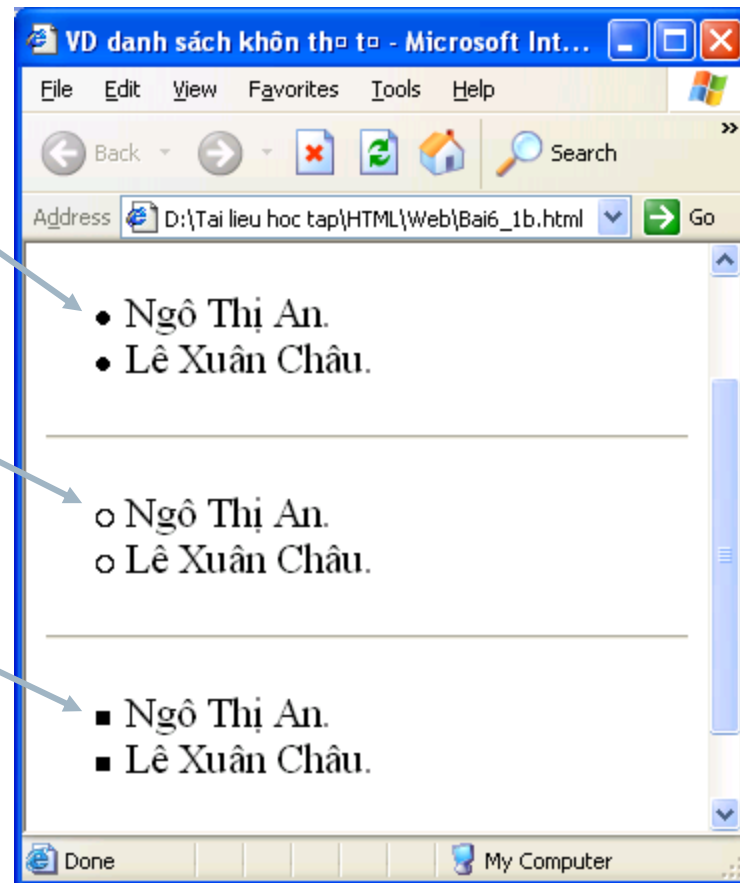 VD danh sách khôn th¤ t¤ - Microsoft Int...
File Edit View Favorites Tools Help
Back Search »
Address D:\Tai lieu hoc tap\HTML\Web\Bai6_1b.html Go
Ngô Thị An.
Lê Xuân Châu.
Ngô Thị An.
Lê Xuân Châu.
Ngô Thị An.
Lê Xuân Châu.
Done My Computer